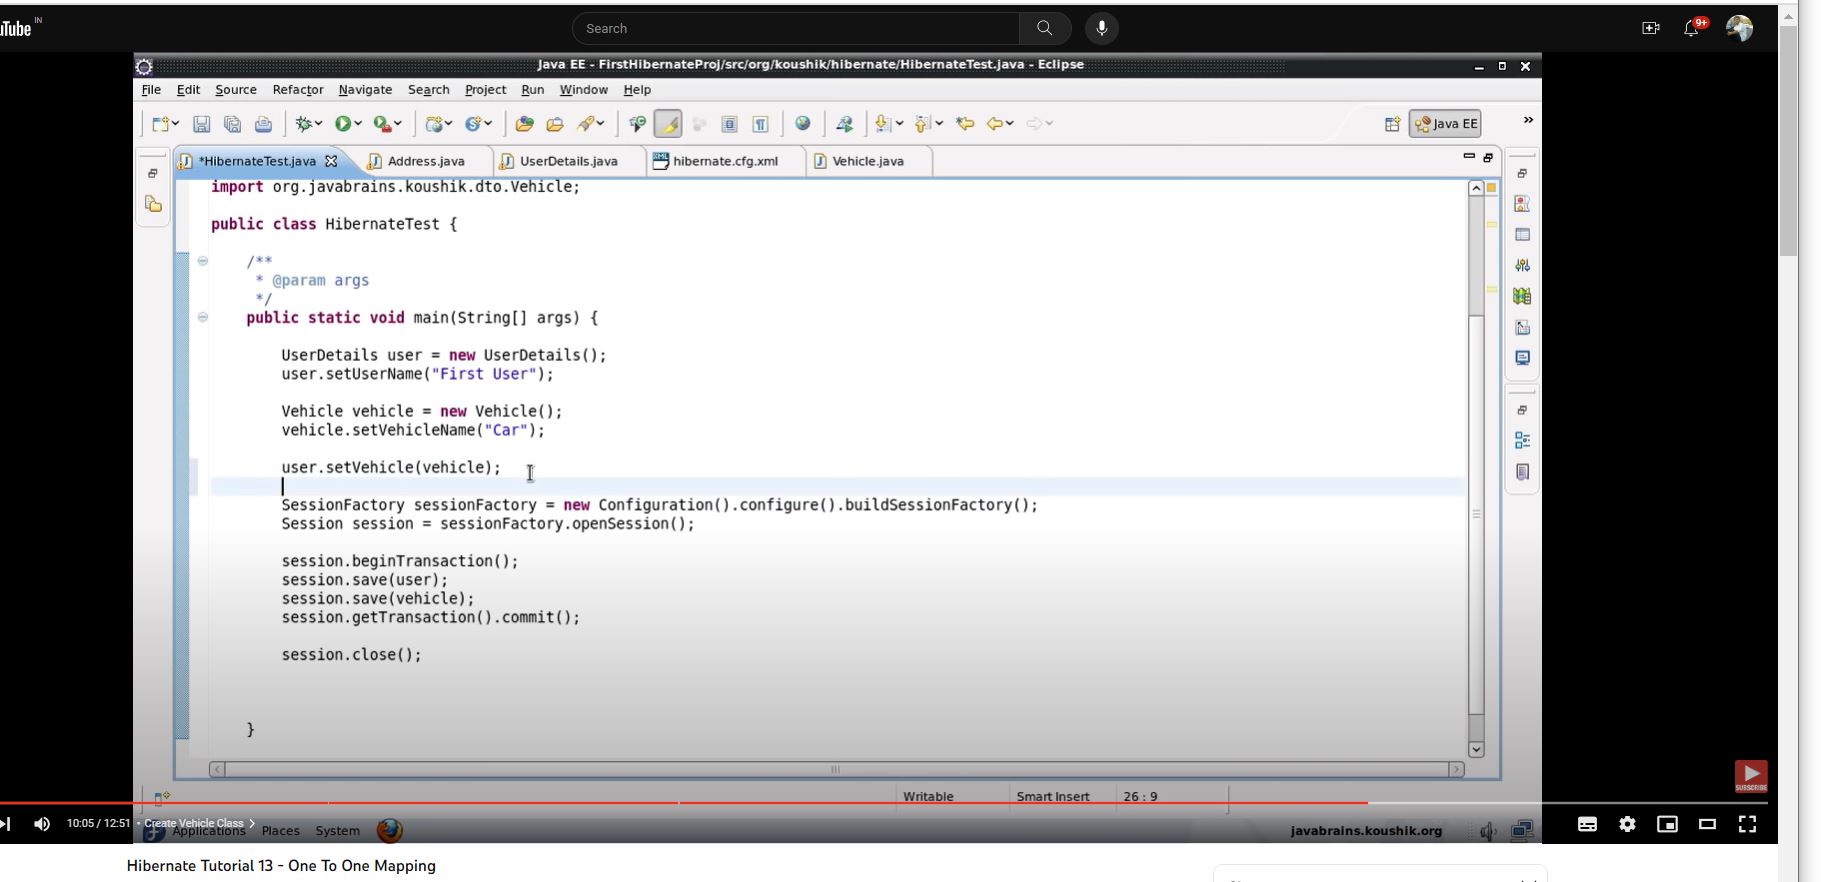 uTube IN
Search
9+
Java EE - FirstHibernateProj/src/org/koushik/hibernate/HibernateTest.java - Eclipse
File Edit Source Refactor Navigate Search Project Run Window Help
Java EE
*HibernateTest.java Address.java UserDetails.java hibernate.cfg.xml Vehicle.java
import org.javabrains.koushik.dto.Vehicle;
public class HibernateTest {
/**
* @param args
*/
public static void main(String[] args) {
UserDetails user = new UserDetails();
user.setUserName("First User");
Vehicle vehicle = new Vehicle();
vehicle.setVehicleName("Car");
user.setVehicle(vehicle);
SessionFactory sessionFactory = new Configuration().configure().buildSessionFactory();
Session session = sessionFactory.openSession();
session.beginTransaction();
session.save(user);
session.save(vehicle);
session.getTransaction().commit();
session.close();
}
SUBSCRIBE
Writable Smart Insert 26 : 9
10:05 / 12:51 • Create Vehicle Class >
Applications Places System
javabrains.koushik.org
Hibernate Tutorial 13 - One To One Mapping